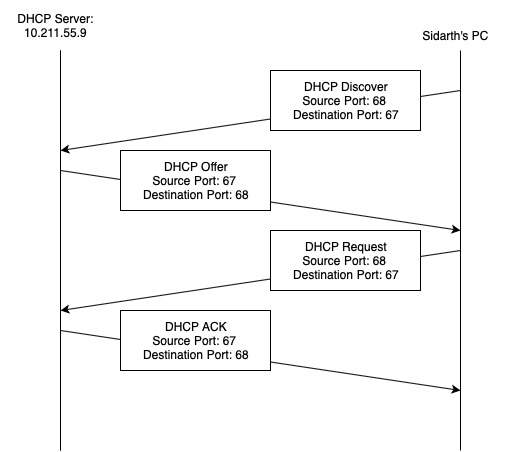 DHCP Server:
10.211.55.9
Sidarth's PC
DHCP Discover
Source Port: 68
Destination Port: 67
DHCP Offer
Source Port: 67
Destination Port: 68
DHCP Request
Source Port: 68
Destination Port: 67
DHCP ACK
Source Port: 67
Destination Port: 68